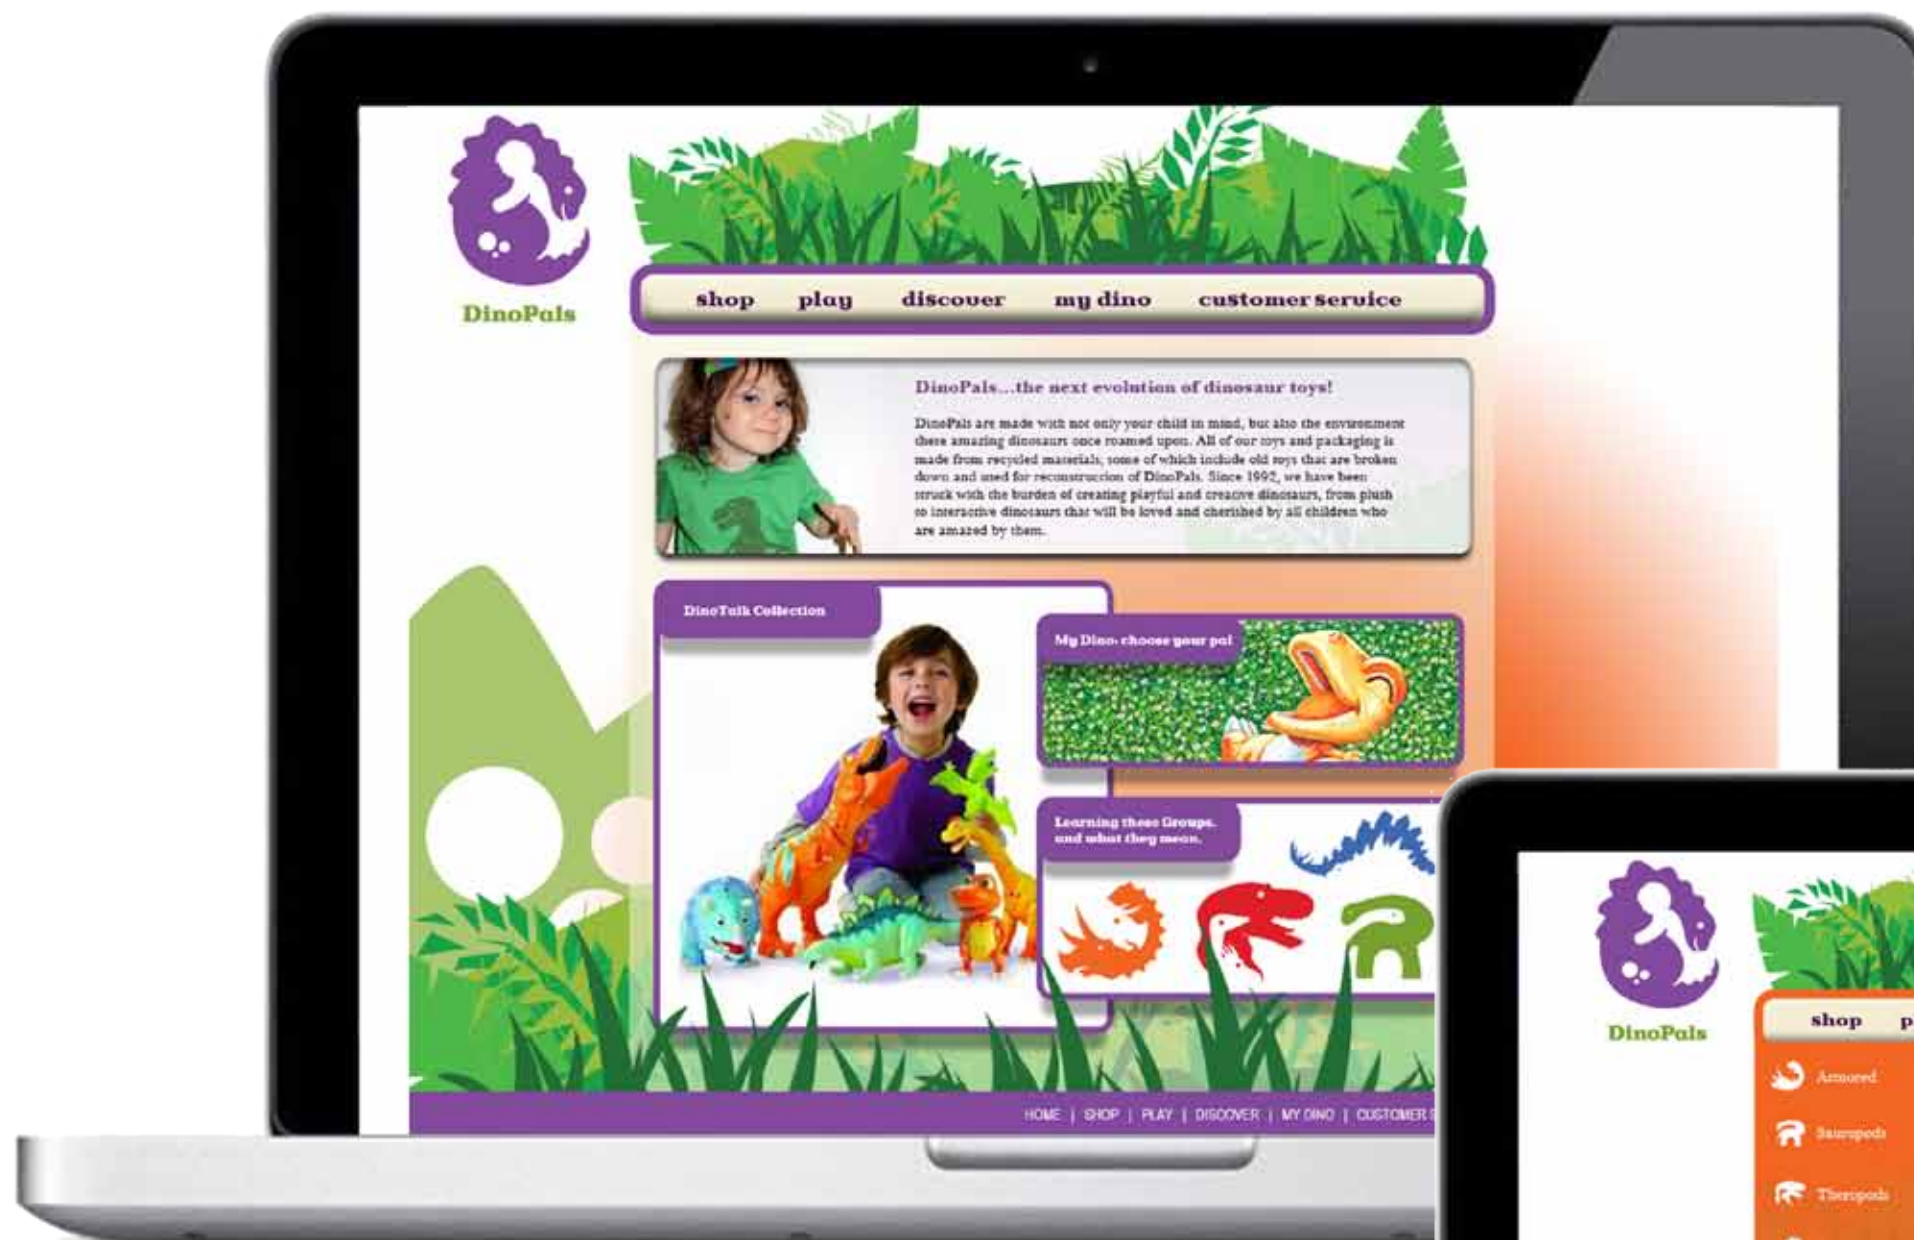 DinoPals
shop play discover my dino customer service
DinoPals...the next evolution of dinosaur toys!
DinoPals are made with not only your child in mind, but also the environment
these amazing dinosaurs once roamed upon. All of our toys and packaging is
made from recycled materials, some of which include old toys that are broken
down and used for reconstruction of DinoPals. Since 1992, we have been
struck with the burden of creating playful and creative dinosaurs, from plush
to interactive dinosaurs that will be loved and cherished by all children who
are amazed by them.
DinoTalk Collection
My Dino: choose your pal
Learning these Groups.
and what they mean.
HOME | SHOP | PLAY | DISCOVER | MY DINO | CUSTOMER S
DinoPals
shop p
Armored
Sauropods
Theropods